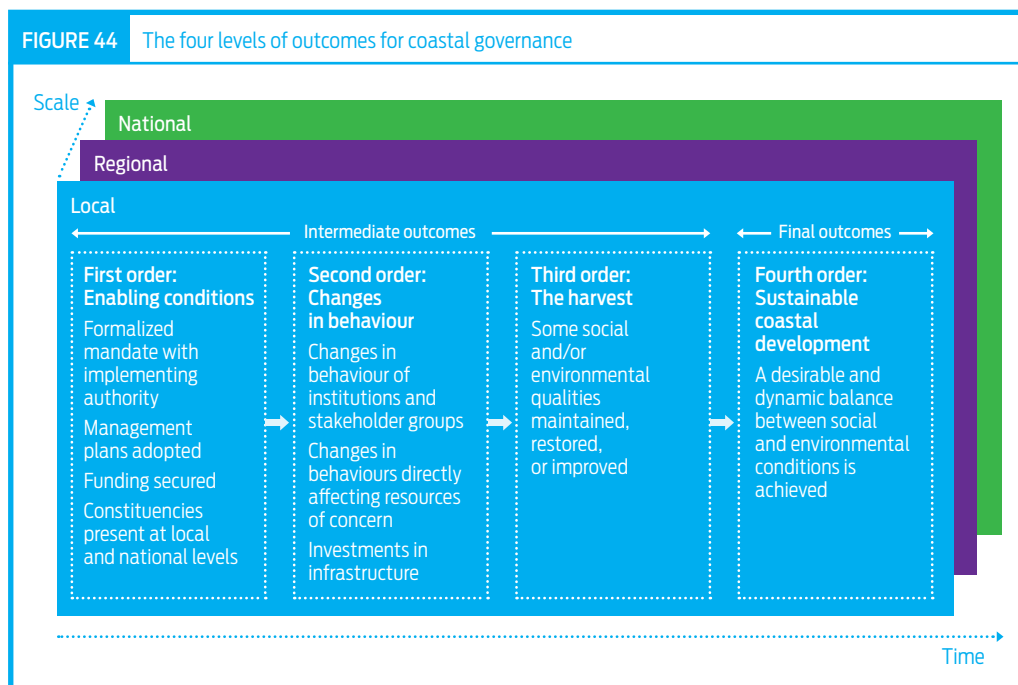 FIGURE 44
The four levels of outcomes for coastal governance
Scale
National
Regional
Local
Intermediate outcomes
Final outcomes
First order:
Enabling conditions
Formalized
mandate with
implementing
authority
Management
plans adopted
Funding secured
Constituencies
present at local
and national levels
Second order:
Changes
in behaviour
Changes in
behaviour of
institutions and
stakeholder groups
Changes in
behaviours directly
affecting resources
of concern
Investments in
infrastructure
Third order:
The harvest
Some social
and/or
environmental
qualities
maintained,
restored,
or improved
Fourth order:
Sustainable
coastal
development
A desirable and
dynamic balance
between social
and environmental
conditions is
achieved
Time